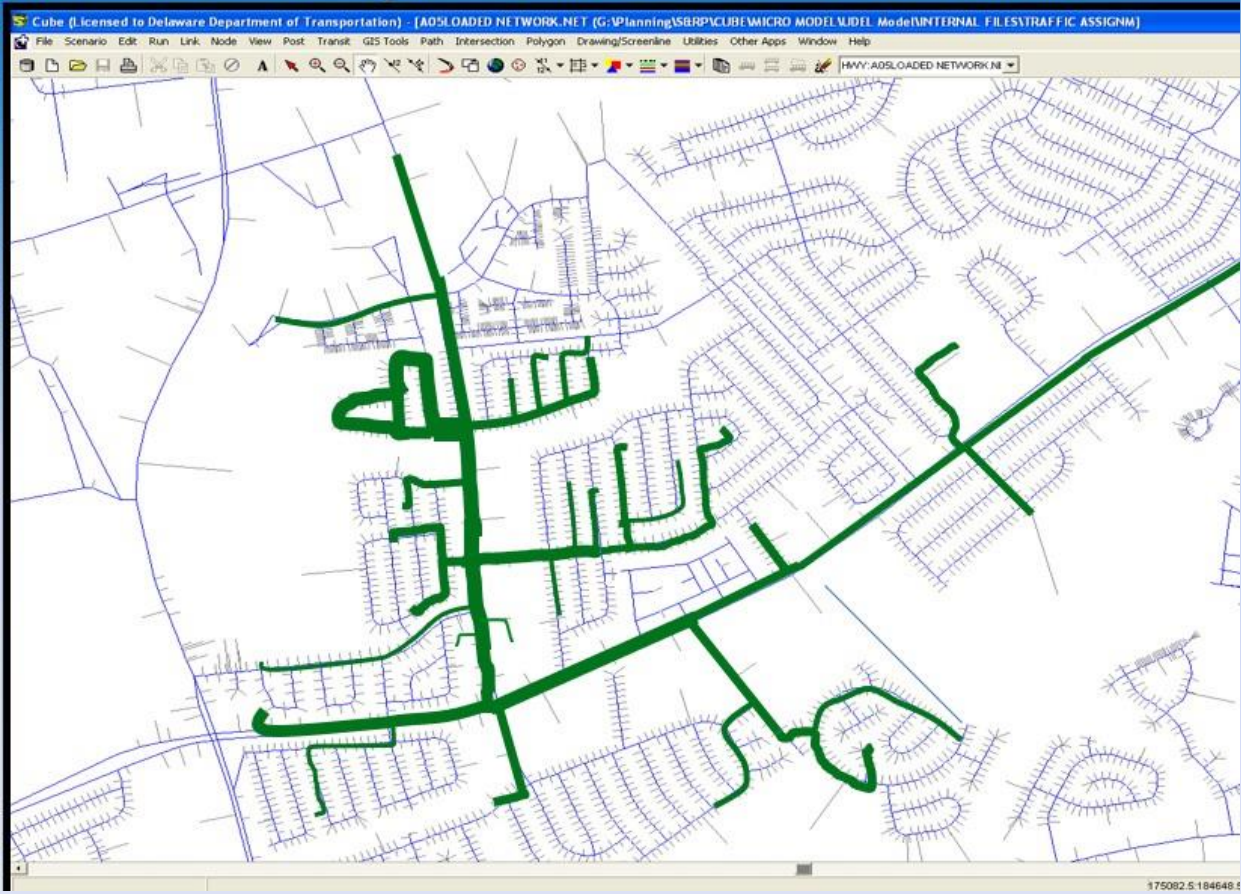 Cube (Licensed to Delaware Department of Transportation) - [A05LOADED NETWORK.NET (G:\Planning\S&RP\CUBE\MICRO MODEL\UDEL Model\INTERNAL FILES\TRAFFIC ASSIGNM]
File Scenario Edit Run Link Node View Post Transit GIS Tools Path Intersection Polygon Drawing/Screenline Utilities Other Apps Window Help
A HWY:A05LOADED NETWORK.NE
175082.5:184648.9